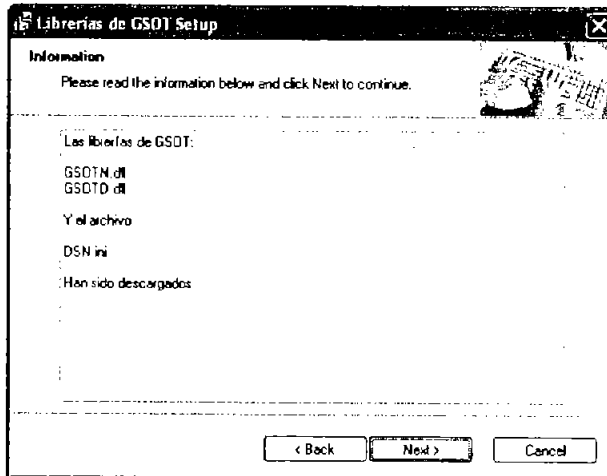 Librerías de GSOT Setup
Information
Please read the information below and click Next to continue.
Las librerías de GSOT:
GSOTN.dll
GSOTD.dll
Y el archivo
DSN.ini
Han sido descargados
< Back
Next >
Cancel